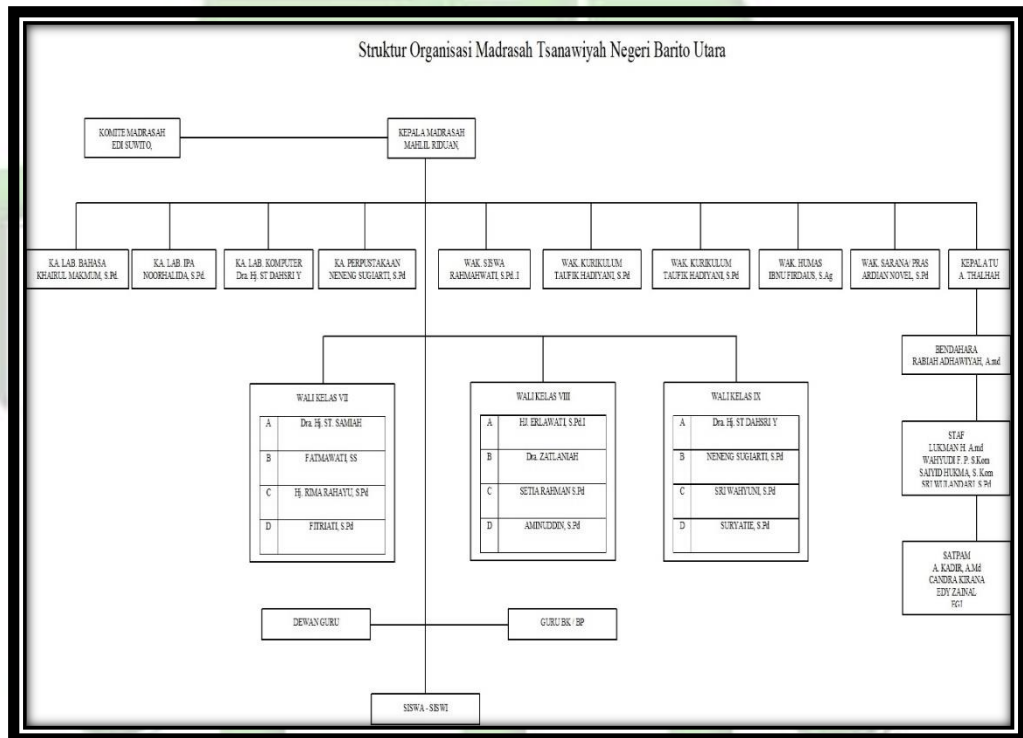 Struktur Organisasi Madrasah Tsanawiyah Negeri Barito Utara
KOMITE MADRASAH
EDI SUWITO,
KEPALA MADRASAH
MAHLIL RIDUAN,
KA. LAB. BAHASA
KHAIRUL MAKMUM, S.Pd.
KA. LAB. IPA
NOORHALIDA, S.Pd.
KA. LAB. KOMPUTER
Dra. Hj. ST DAHSRI Y
KA. PERPUSTAKAAN
NENENG SUGIARTI, S.Pd
WAK. SISWA
RAHMAHWATI, S.Pd.I
WAK. KURIKULUM
TAUFIK HADIYANI, S.Pd
WAK. KURIKULUM
TAUFIK HADIYANI, S.Pd
WAK. HUMAS
IBNU FIRDAUS, S.Ag
WAK. SARANA/ PRAS
ARDIAN NOVEL, S.Pd
KEPALA TU
A. THALHAH
BENDAHARA
RABIAH ADHAWIYAH, A.md
STAF
LUKMAN H. A.md
WAHYUDI F. P. S.Kom
SAIYID HUKMA, S. Kom
SRI WULANDARI, S.Pd
SATPAM
A. KADIR, A.Md
CANDRA KIRANA
EDY ZAINAL
EGI
WALI KELAS VII
A Dra. Hj. ST. SAMIAH
B FATMAWATI, SS
C Hj. RIMA RAHAYU, S.Pd
D FITRIATI, S.Pd
WALI KELAS VIII
A HJ. ERLAWATI, S.Pd.I
B Dra. ZATLANIAH
C SETIA RAHMAN S.Pd
D AMINUDDIN, S.Pd
WALI KELAS IX
A Dra. Hj. ST DAHSRI Y
B NENENG SUGIARTI, S.Pd
C SRI WAHYUNI, S.Pd
D SURYATIE, S.Pd
DEWAN GURU
GURU BK / BP
SISWA - SISWI